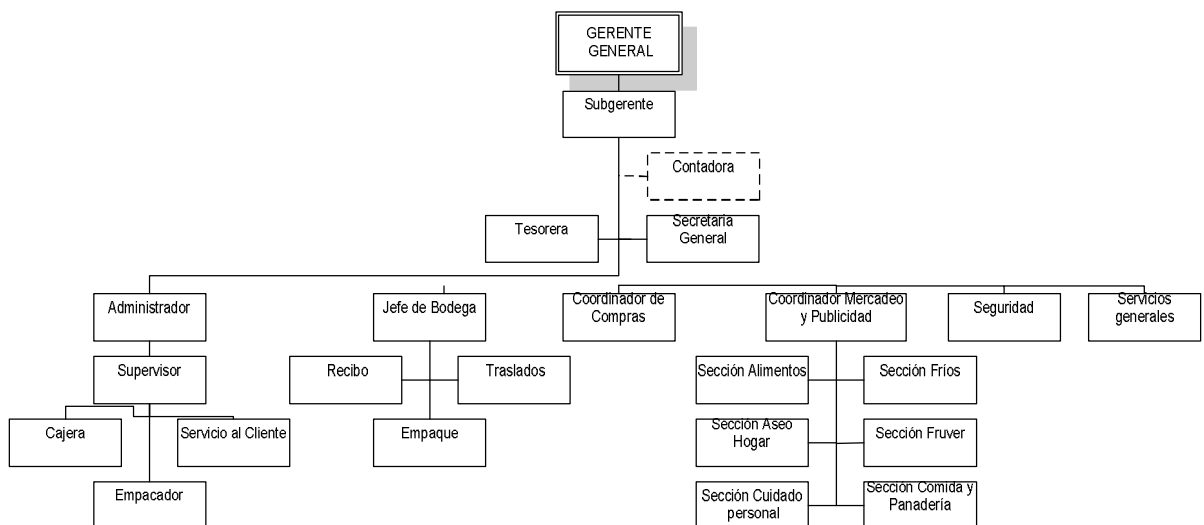 GERENTE
GENERAL
Subgerente
Contadora
Tesorera
Secretaria
General
Administrador
Jefe de Bodega
Coordinador de
Compras
Coordinador Mercadeo
y Publicidad
Seguridad
Servicios
generales
Supervisor
Recibo
Traslados
Sección Alimentos
Sección Fríos
Cajera
Servicio al Cliente
Empaque
Sección Aseo
Hogar
Sección Fruver
Empacador
Sección Cuidado
personal
Sección Comida y
Panadería